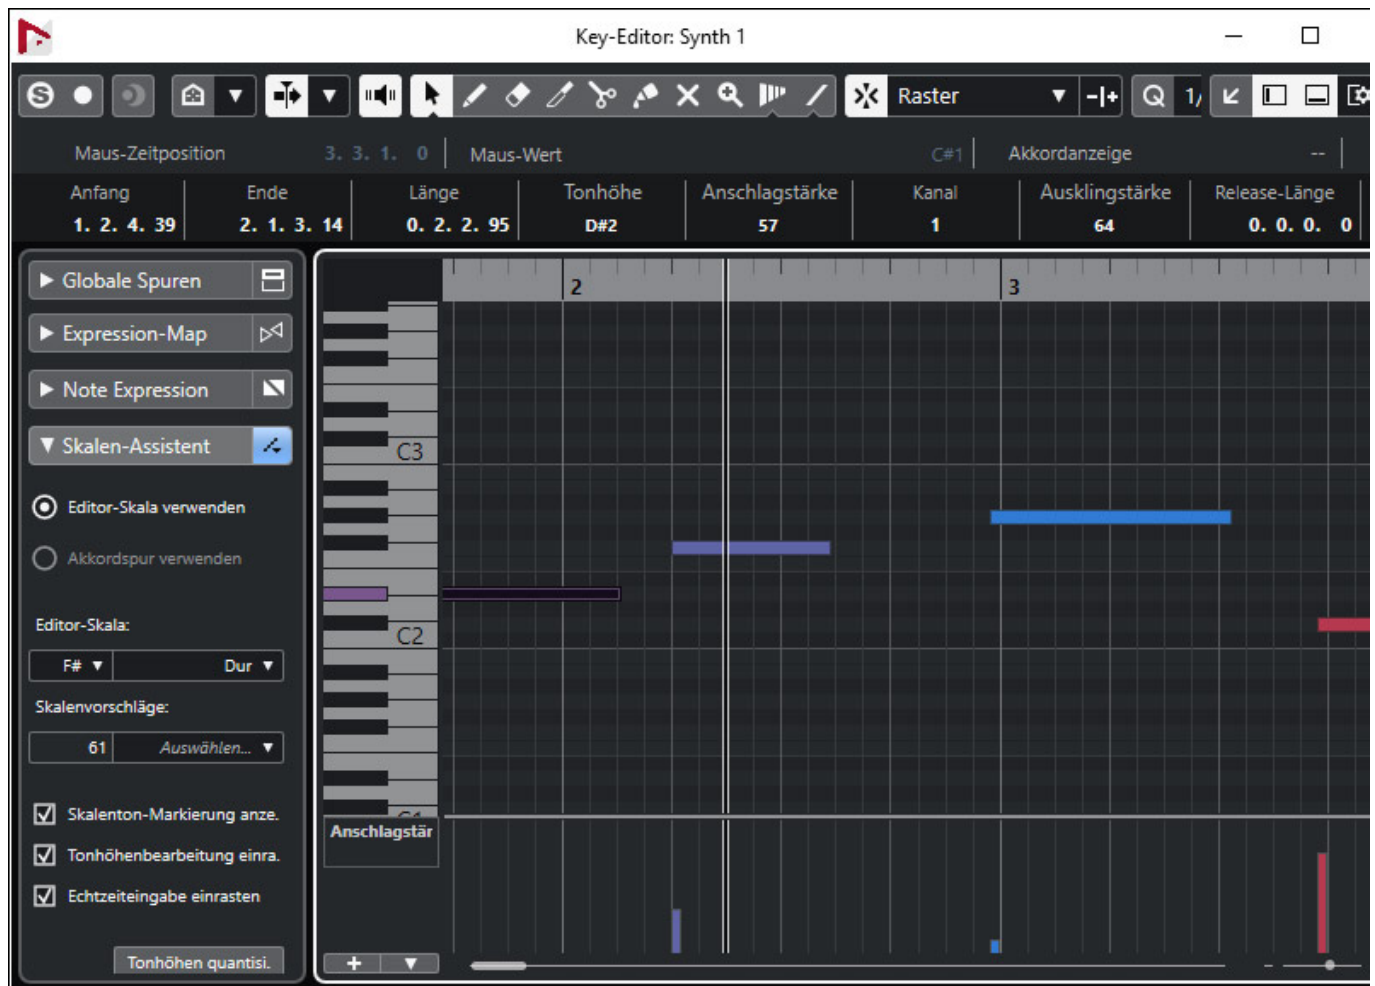 Key-Editor: Synth 1
S Raster Q 1/
Maus-Zeitposition 3. 3. 1. 0 Maus-Wert C#1 Akkordanzeige --
Anfang Ende Länge Tonhöhe Anschlagstärke Kanal Ausklingstärke Release-Länge
1. 2. 4. 39 2. 1. 3. 14 0. 2. 2. 95 D#2 57 1 64 0. 0. 0. 0
Globale Spuren
Expression-Map
Note Expression
Skalen-Assistent
Editor-Skala verwenden
Akkordspur verwenden
Editor-Skala:
F# Dur
Skalenvorschläge:
61 Auswählen...
Skalenton-Markierung anze.
Tonhöhenbearbeitung einra.
Echtzeiteingabe einrasten
Tonhöhen quantisi.
2 3
C3
C2
Anschlagstär